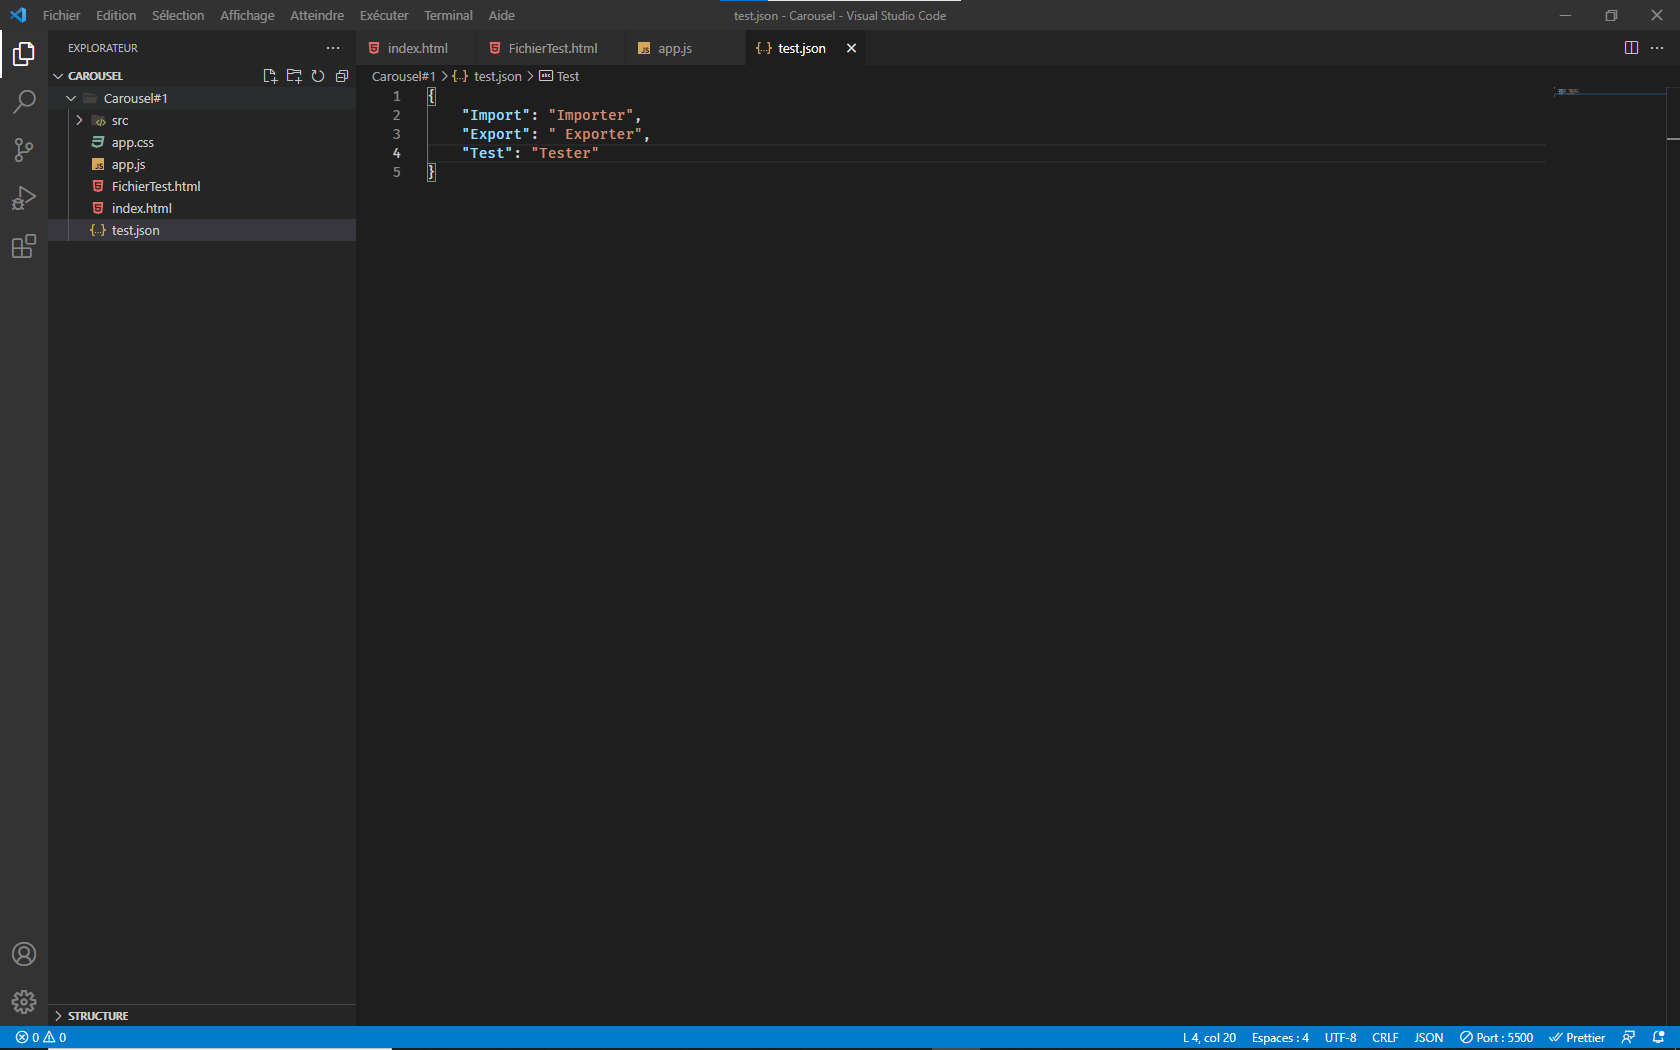 Fichier Edition Sélection Affichage Atteindre Exécuter Terminal Aide
test.json - Carousel - Visual Studio Code
EXPLORATEUR
index.html
FichierTest.html
app.js
test.json
CAROUSEL
Carousel#1
src
app.css
app.js
FichierTest.html
index.html
test.json
Carousel#1 > {..} test.json > Test
1 {
2 "Import": "Importer",
3 "Export": " Exporter",
4 "Test": "Tester"
5 }
STRUCTURE
0 0
L 4, col 20 Espaces : 4 UTF-8 CRLF JSON Port : 5500 Prettier